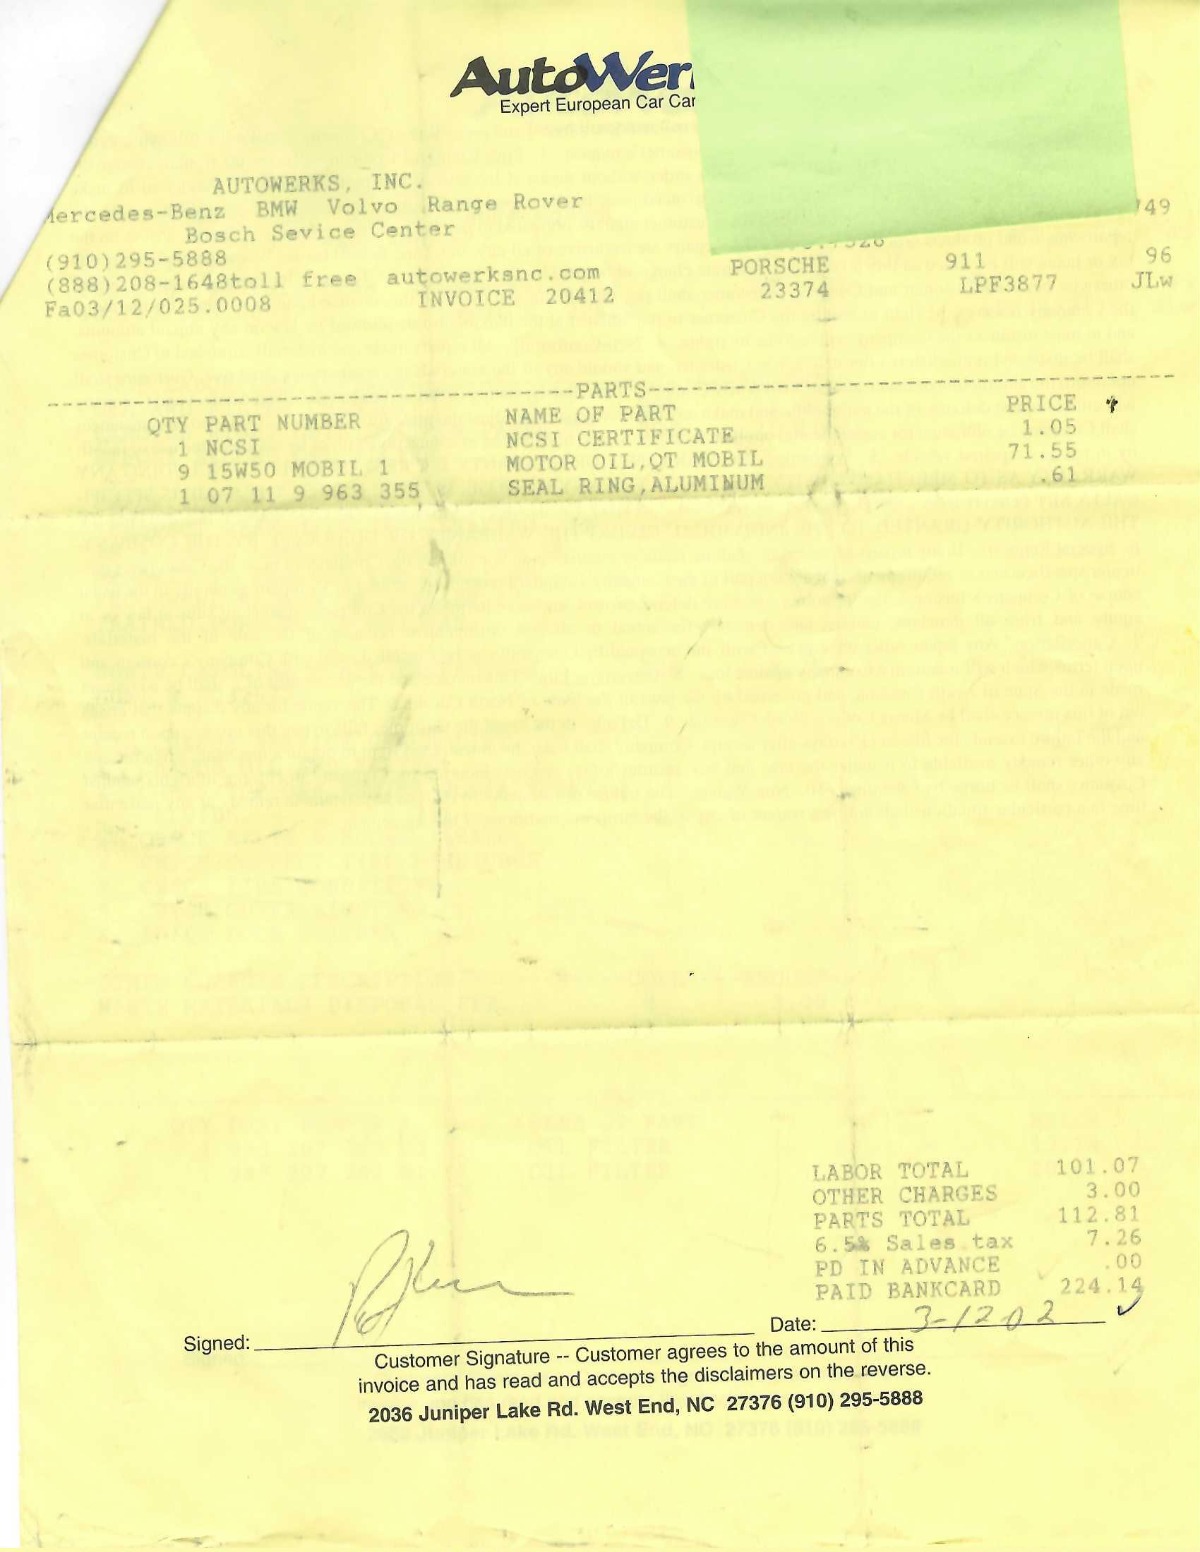 AutoWer
Expert European Car Car
AUTOWERKS, INC.
Mercedes-Benz BMW Volvo Range Rover
Bosch Sevice Center
(910)295-5888
(888)208-1648toll free autowerksnc.com
Fa03/12/025.0008 INVOICE 20412
749
PORSCHE 911 96
23374 LPF3877 JLw
PARTS
QTY PART NUMBER NAME OF PART PRICE
1 NCSI NCSI CERTIFICATE 1.05
9 15W50 MOBIL 1 MOTOR OIL,QT MOBIL 71.55
1 07 11 9 963 355 SEAL RING,ALUMINUM .61
LABOR TOTAL 101.07
OTHER CHARGES 3.00
PARTS TOTAL 112.81
6.5% Sales tax 7.26
PD IN ADVANCE .00
PAID BANKCARD 224.14
Signed: Date: 3-12 02
Customer Signature -- Customer agrees to the amount of this
invoice and has read and accepts the disclaimers on the reverse.
2036 Juniper Lake Rd. West End, NC 27376 (910) 295-5888